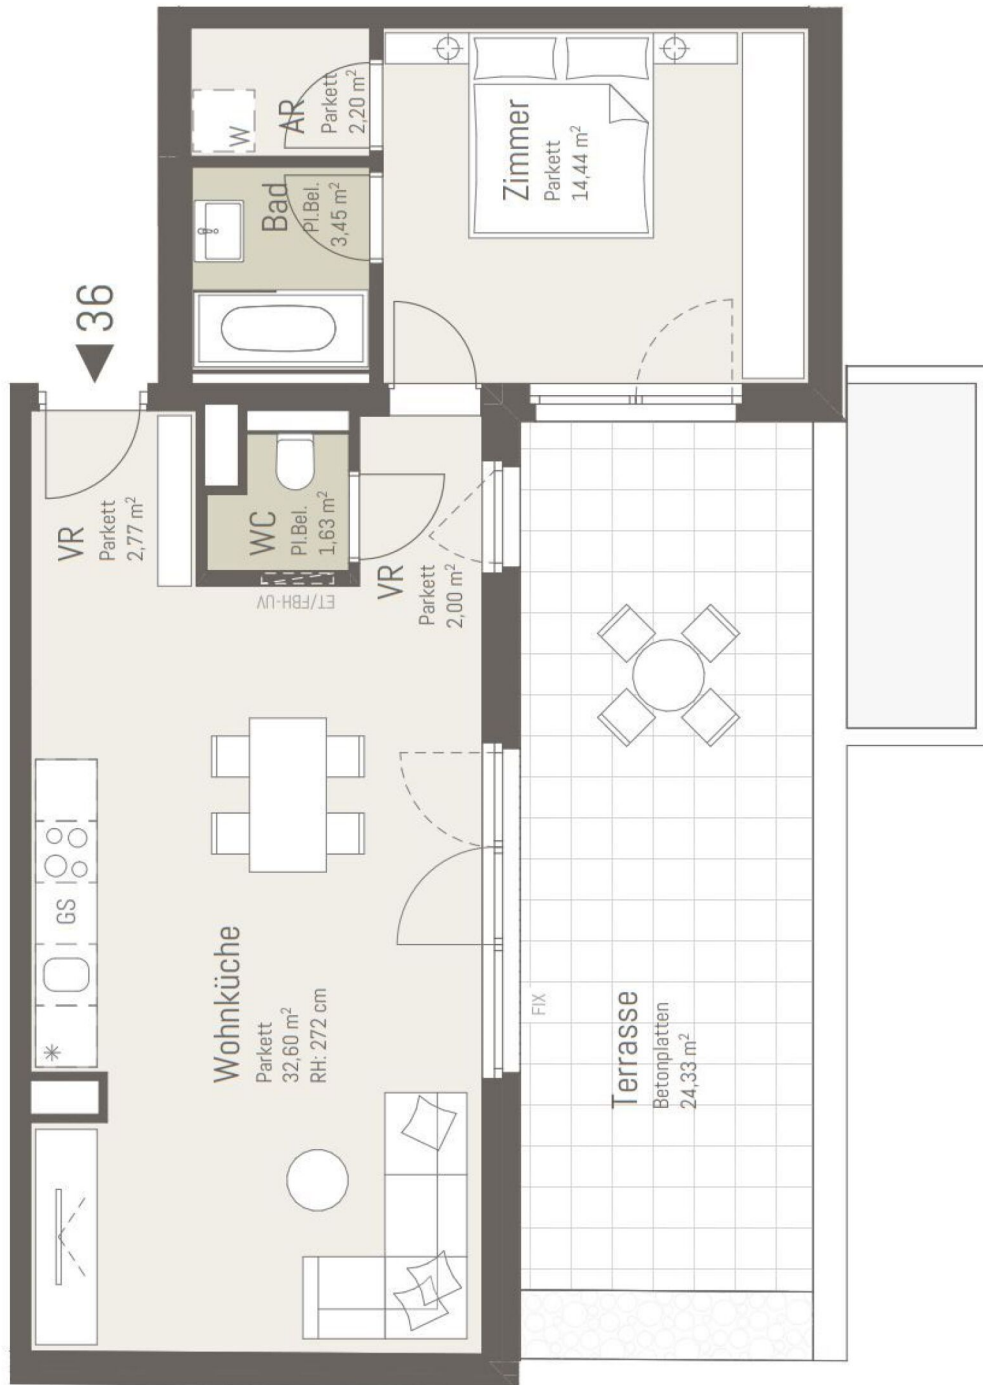 36
W
AR
Parkett
2,20 m²
Bad
Pl.Bel.
3,45 m²
Zimmer
Parkett
14,44 m²
VR
Parkett
2,77 m²
WC
Pl.Bel.
1,63 m²
ET/FBH-UV
VR
Parkett
2,00 m²
GS
Wohnküche
Parkett
32,60 m²
RH: 272 cm
FIX
Terrasse
Betonplatten
24,33 m²